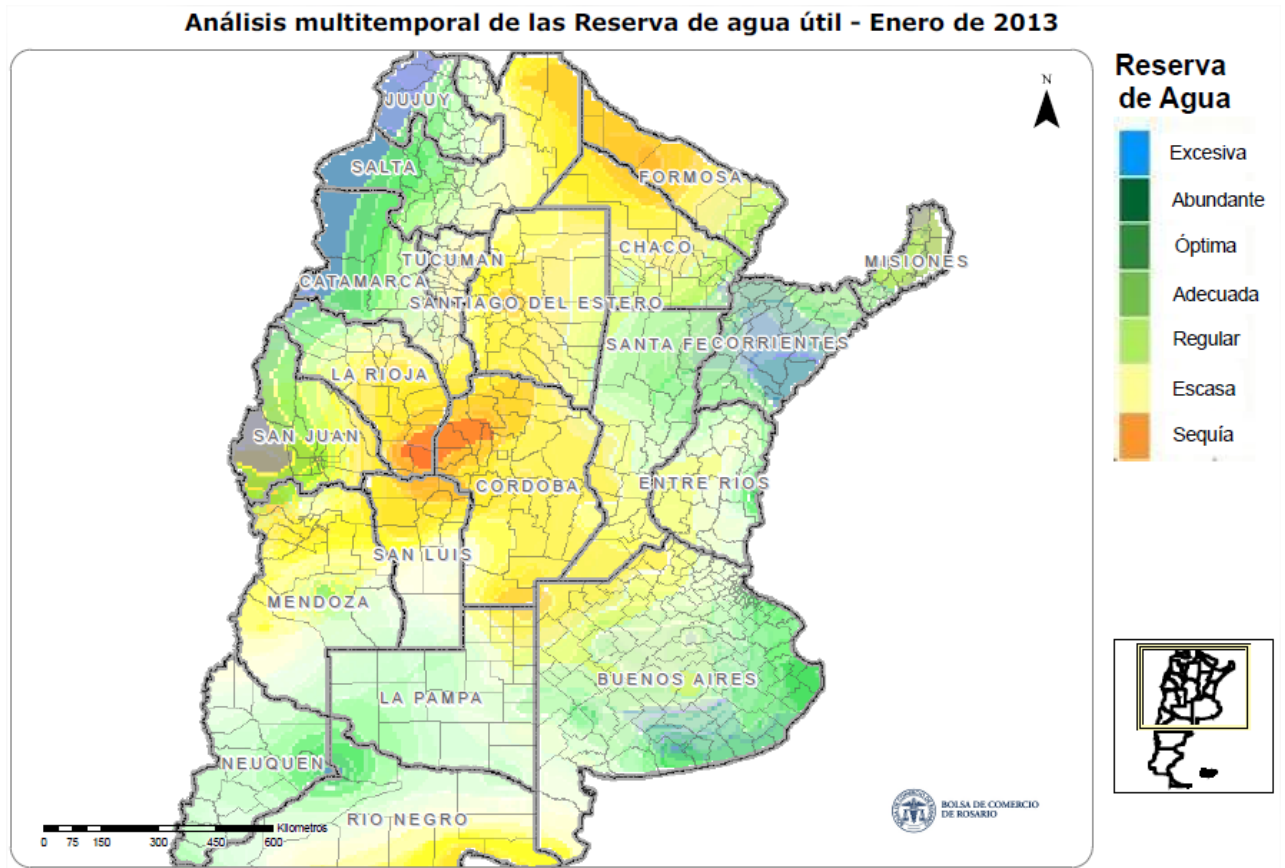 Análisis multitemporal de las Reserva de agua útil - Enero de 2013
Reserva
de Agua
Excesiva
Abundante
Óptima
Adecuada
Regular
Escasa
Sequía
N
JUJUY
SALTA
FORMOSA
CHACO
MISIONES
TUCUMAN
CATAMARCA
SANTIAGO DEL ESTERO
SANTA FE
CORRIENTES
LA RIOJA
SAN JUAN
CORDOBA
ENTRE RIOS
SAN LUIS
MENDOZA
BUENOS AIRES
LA PAMPA
NEUQUEN
RIO NEGRO
Kilometros
0 75 150 300 450 600
BOLSA DE COMERCIO
DE ROSARIO